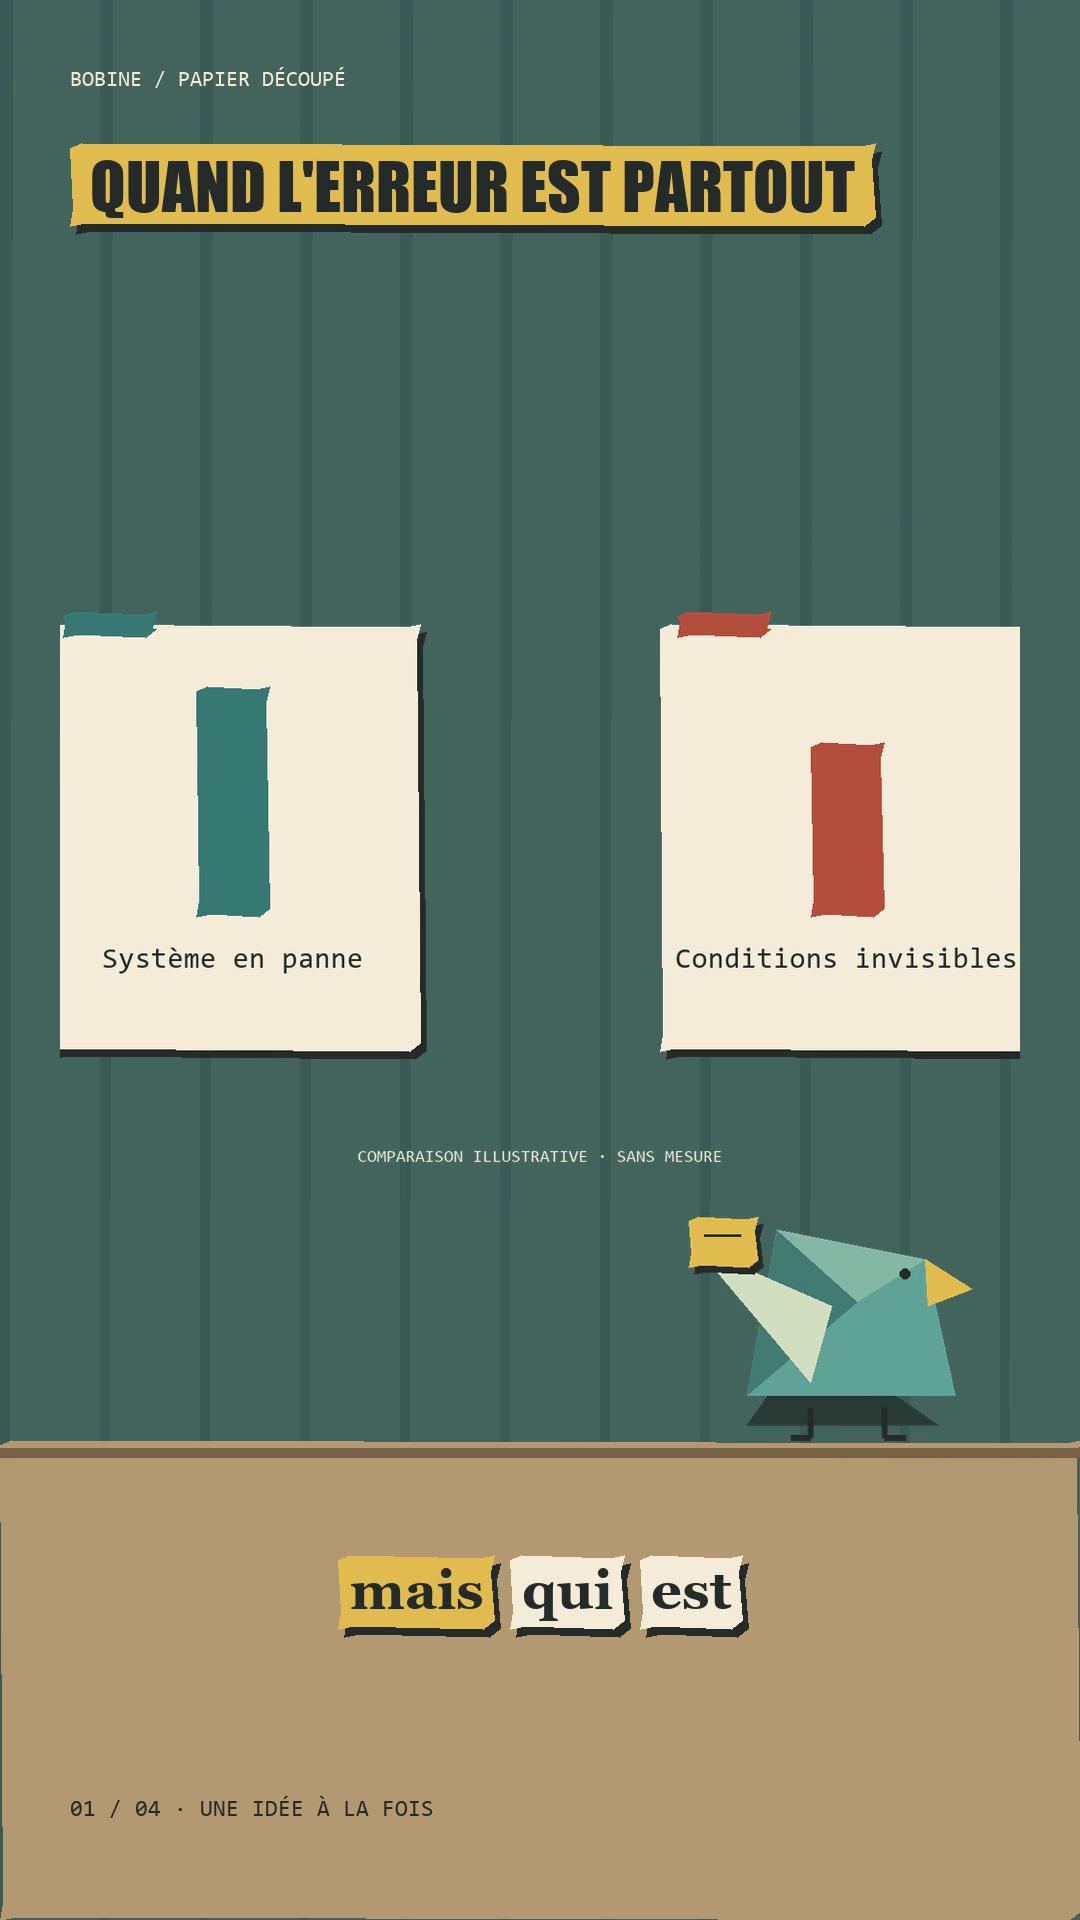 BOBINE / PAPIER DÉCOUPÉ
QUAND L'ERREUR EST PARTOUT
Système en panne
Conditions invisibles
COMPARAISON ILLUSTRATIVE · SANS MESURE
mais qui est
01 / 04 · UNE IDÉE À LA FOIS